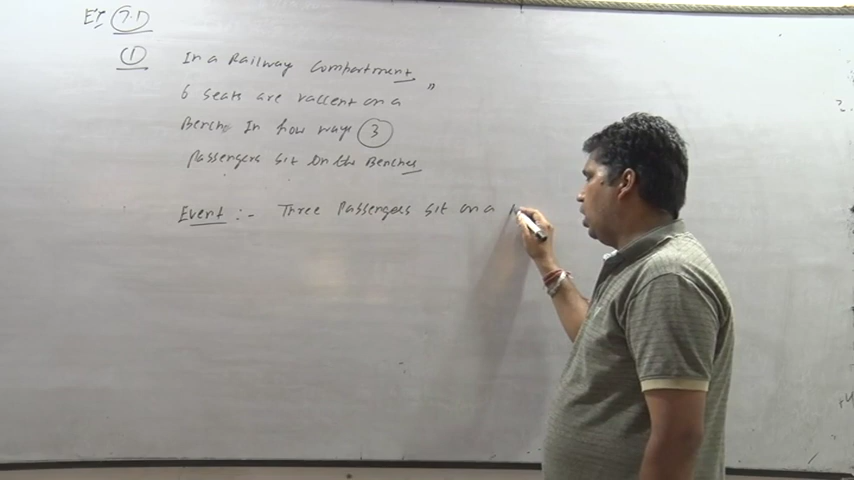 Ex 7.1
① In a Railway Compartment
6 seats are vaccent on a
Bench In how ways 3
Passengers sit on the Benches
Event :- Three Passengers sit on a